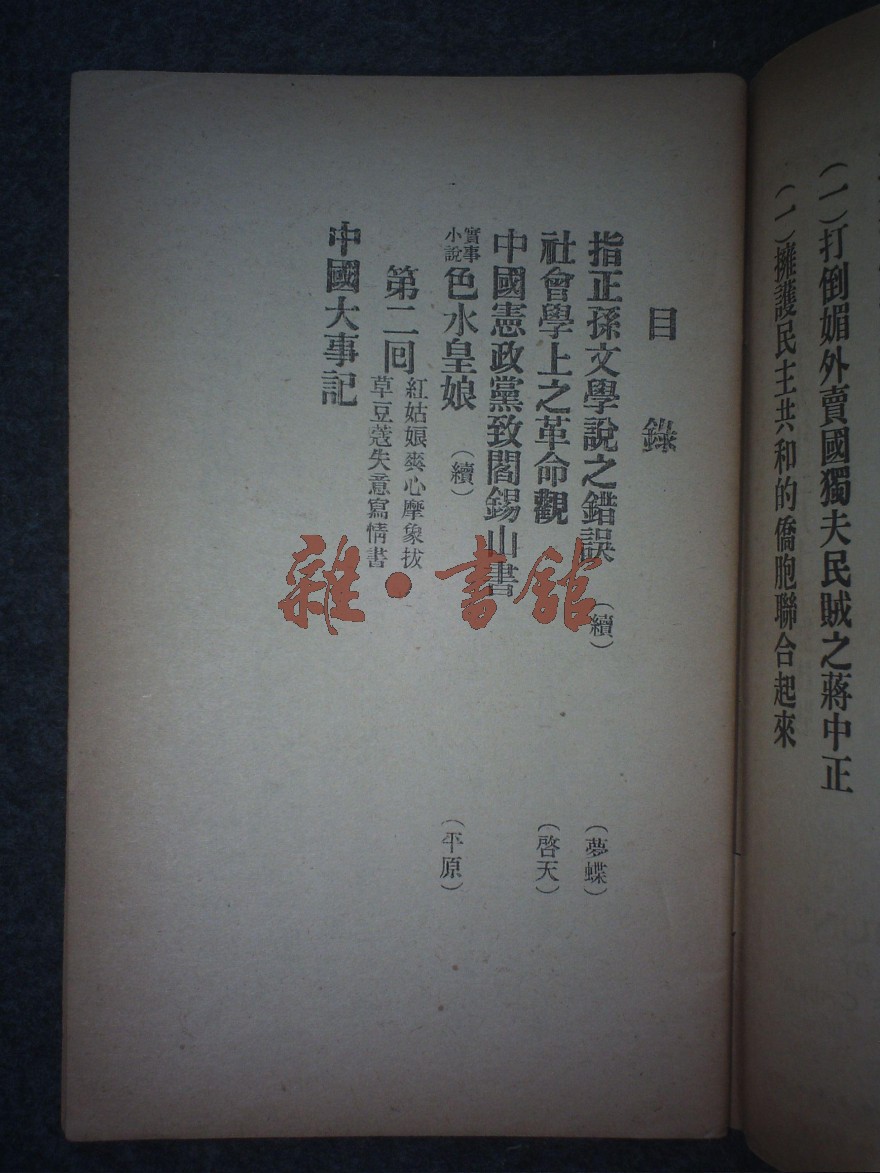 (一)打倒媚外賣國獨夫民賊之蔣中正
(一)擁護民主共和的僑胞聯合起來
目錄
指正孫文學說之錯誤(續)(夢蝶)
社會學上之革命觀(啓天)
中國憲政黨致閻錫山書
實事小說色水皇娘(續)(平原)
第二回
紅姑娘爽心摩象拔
草豆蔻失意寫情書
中國大事記
雜·書館